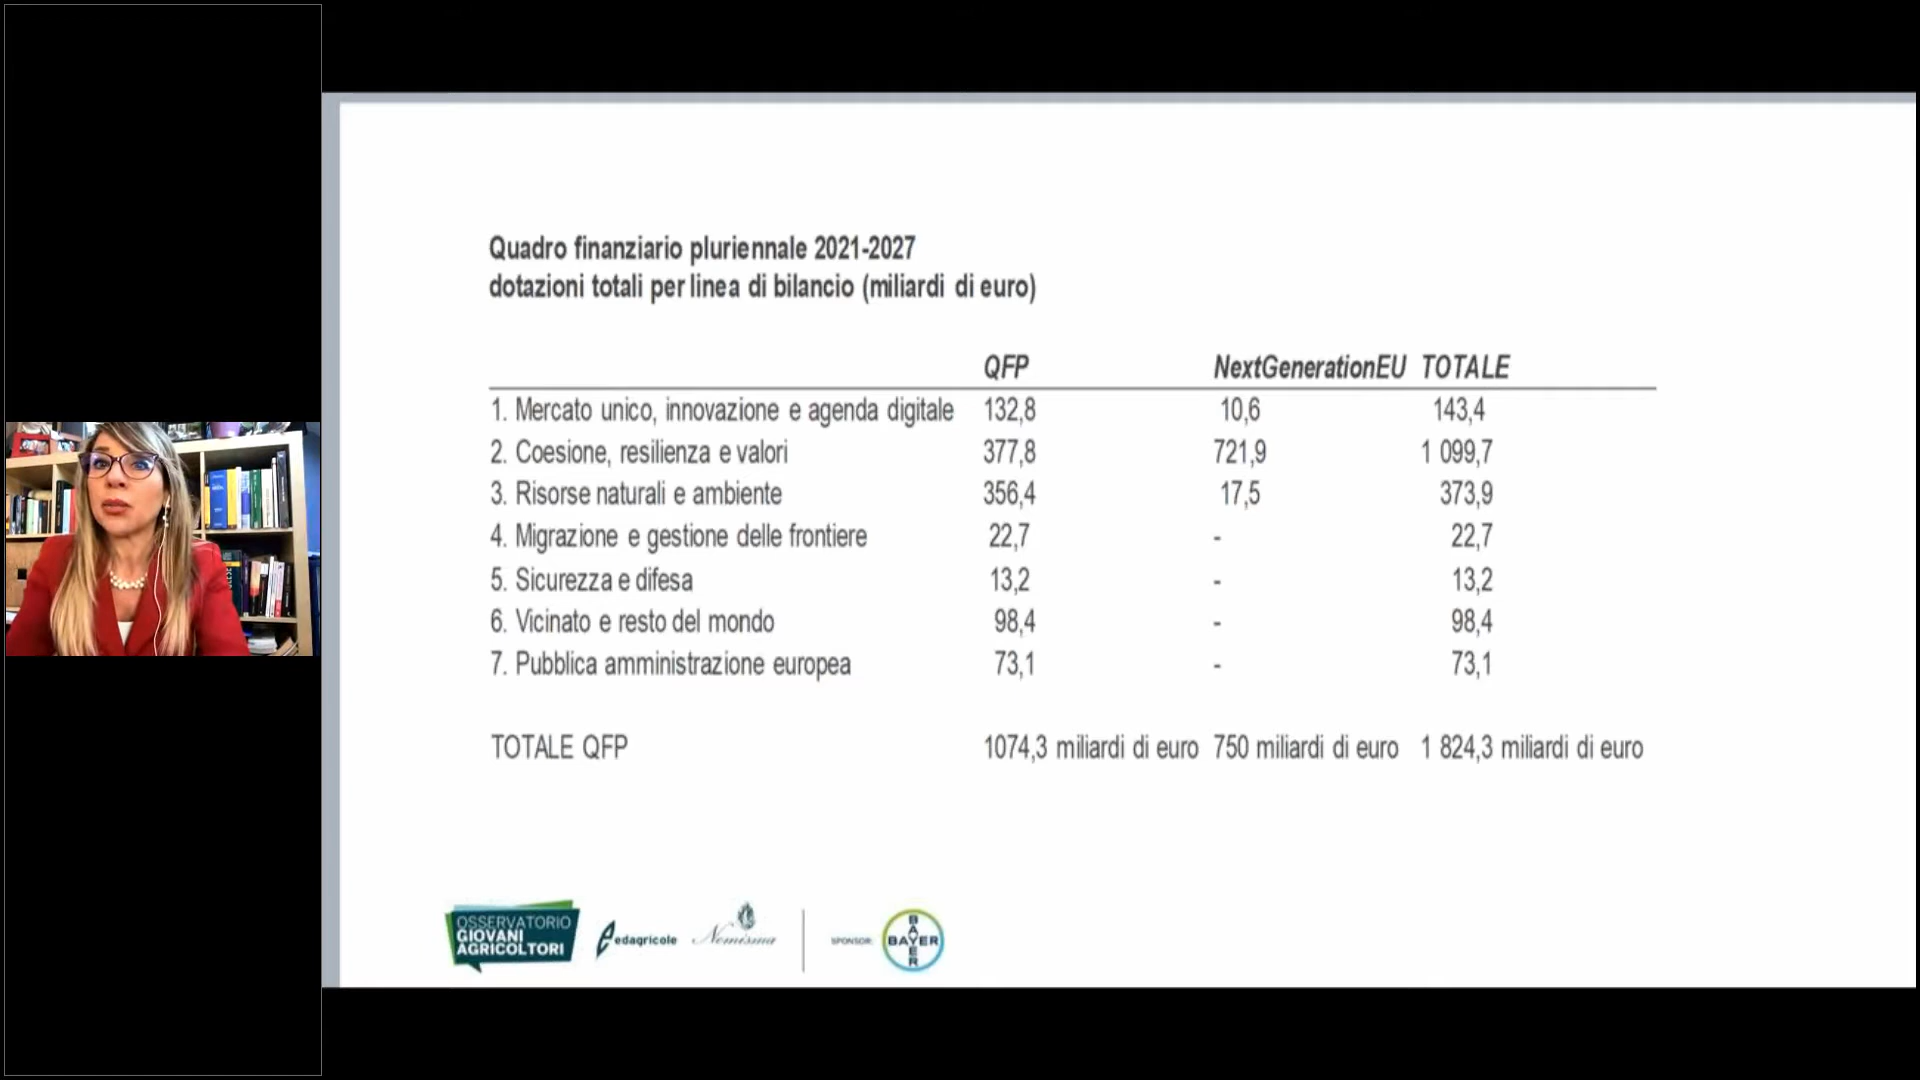 Quadro finanziario pluriennale 2021-2027
dotazioni totali per linea di bilancio (miliardi di euro)
QFP NextGenerationEU TOTALE
1. Mercato unico, innovazione e agenda digitale 132,8 10,6 143,4
2. Coesione, resilienza e valori 377,8 721,9 1 099,7
3. Risorse naturali e ambiente 356,4 17,5 373,9
4. Migrazione e gestione delle frontiere 22,7 - 22,7
5. Sicurezza e difesa 13,2 - 13,2
6. Vicinato e resto del mondo 98,4 - 98,4
7. Pubblica amministrazione europea 73,1 - 73,1
TOTALE QFP 1074,3 miliardi di euro 750 miliardi di euro 1 824,3 miliardi di euro
OSSERVATORIO
GIOVANI
AGRICOLTORI
edagricole
Nomisma
SPONSOR:
BAYER
BAYER